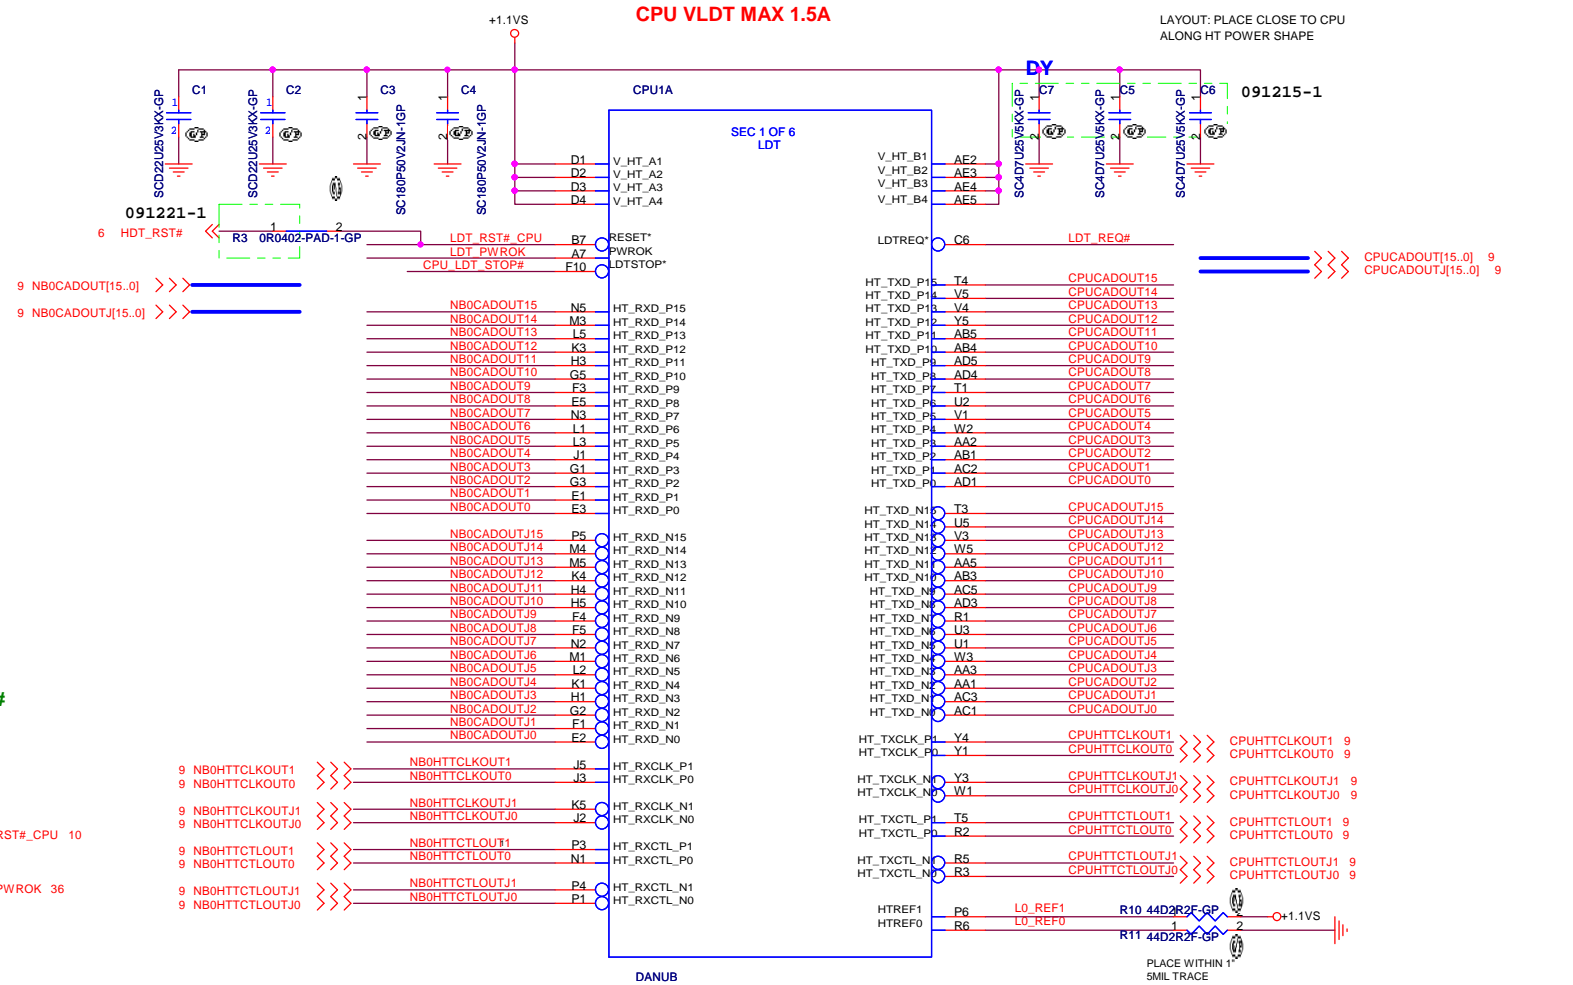 CPU VLDT MAX 1.5A
+1.1VS
LAYOUT: PLACE CLOSE TO CPU
ALONG HT POWER SHAPE
DY
C1
C2
C3
C4
CPU1A
C7
C5
C6
091215-1
1
2
1
2
1
2
1
2
1
2
1
2
1
2
SCD22U25V3KX-GP
SCD22U25V3KX-GP
SC180P50V2JN-1GP
SC180P50V2JN-1GP
SC4D7U25V5KX-GP
SC4D7U25V5KX-GP
SC4D7U25V5KX-GP
SEC 1 OF 6
LDT
D1 V_HT_A1
D2 V_HT_A2
D3 V_HT_A3
D4 V_HT_A4
V_HT_B1 AE2
V_HT_B2 AE3
V_HT_B3 AE4
V_HT_B4 AE5
091221-1
6 HDT_RST#
R3 0R0402-PAD-1-GP
1 2
LDT_RST#_CPU B7 RESET*
LDT_PWROK A7 PWROK
CPU_LDT_STOP# F10 LDTSTOP*
LDTREQ* C6 LDT_REQ#
CPUCADOUT[15..0] 9
CPUCADOUTJ[15..0] 9
9 NB0CADOUT[15..0]
9 NB0CADOUTJ[15..0]
NB0CADOUT15 N5 HT_RXD_P15
NB0CADOUT14 M3 HT_RXD_P14
NB0CADOUT13 L5 HT_RXD_P13
NB0CADOUT12 K3 HT_RXD_P12
NB0CADOUT11 H3 HT_RXD_P11
NB0CADOUT10 G5 HT_RXD_P10
NB0CADOUT9 F3 HT_RXD_P9
NB0CADOUT8 E5 HT_RXD_P8
NB0CADOUT7 N3 HT_RXD_P7
NB0CADOUT6 L1 HT_RXD_P6
NB0CADOUT5 L3 HT_RXD_P5
NB0CADOUT4 J1 HT_RXD_P4
NB0CADOUT3 G1 HT_RXD_P3
NB0CADOUT2 G3 HT_RXD_P2
NB0CADOUT1 E1 HT_RXD_P1
NB0CADOUT0 E3 HT_RXD_P0
HT_TXD_P15 T4 CPUCADOUT15
HT_TXD_P14 V5 CPUCADOUT14
HT_TXD_P13 V4 CPUCADOUT13
HT_TXD_P12 Y5 CPUCADOUT12
HT_TXD_P11 AB5 CPUCADOUT11
HT_TXD_P10 AB4 CPUCADOUT10
HT_TXD_P9 AD5 CPUCADOUT9
HT_TXD_P8 AD4 CPUCADOUT8
HT_TXD_P7 T1 CPUCADOUT7
HT_TXD_P6 U2 CPUCADOUT6
HT_TXD_P5 V1 CPUCADOUT5
HT_TXD_P4 W2 CPUCADOUT4
HT_TXD_P3 AA2 CPUCADOUT3
HT_TXD_P2 AB1 CPUCADOUT2
HT_TXD_P1 AC2 CPUCADOUT1
HT_TXD_P0 AD1 CPUCADOUT0
NB0CADOUTJ15 P5 HT_RXD_N15
NB0CADOUTJ14 M4 HT_RXD_N14
NB0CADOUTJ13 M5 HT_RXD_N13
NB0CADOUTJ12 K4 HT_RXD_N12
NB0CADOUTJ11 H4 HT_RXD_N11
NB0CADOUTJ10 H5 HT_RXD_N10
NB0CADOUTJ9 F4 HT_RXD_N9
NB0CADOUTJ8 F5 HT_RXD_N8
NB0CADOUTJ7 N2 HT_RXD_N7
NB0CADOUTJ6 M1 HT_RXD_N6
NB0CADOUTJ5 L2 HT_RXD_N5
NB0CADOUTJ4 K1 HT_RXD_N4
NB0CADOUTJ3 H1 HT_RXD_N3
NB0CADOUTJ2 G2 HT_RXD_N2
NB0CADOUTJ1 F1 HT_RXD_N1
NB0CADOUTJ0 E2 HT_RXD_N0
HT_TXD_N15 T3 CPUCADOUTJ15
HT_TXD_N14 U5 CPUCADOUTJ14
HT_TXD_N13 V3 CPUCADOUTJ13
HT_TXD_N12 W5 CPUCADOUTJ12
HT_TXD_N11 AA5 CPUCADOUTJ11
HT_TXD_N10 AB3 CPUCADOUTJ10
HT_TXD_N9 AC5 CPUCADOUTJ9
HT_TXD_N8 AD3 CPUCADOUTJ8
HT_TXD_N7 R1 CPUCADOUTJ7
HT_TXD_N6 U3 CPUCADOUTJ6
HT_TXD_N5 U1 CPUCADOUTJ5
HT_TXD_N4 W3 CPUCADOUTJ4
HT_TXD_N3 AA3 CPUCADOUTJ3
HT_TXD_N2 AA1 CPUCADOUTJ2
HT_TXD_N1 AC3 CPUCADOUTJ1
HT_TXD_N0 AC1 CPUCADOUTJ0
#
9 NB0HTTCLKOUT1 NB0HTTCLKOUT1 J5 HT_RXCLK_P1
9 NB0HTTCLKOUT0 NB0HTTCLKOUT0 J3 HT_RXCLK_P0
9 NB0HTTCLKOUTJ1 NB0HTTCLKOUTJ1 K5 HT_RXCLK_N1
9 NB0HTTCLKOUTJ0 NB0HTTCLKOUTJ0 J2 HT_RXCLK_N0
RST#_CPU 10
9 NB0HTTCTLOUT1 NB0HTTCTLOUT1 P3 HT_RXCTL_P1
9 NB0HTTCTLOUT0 NB0HTTCTLOUT0 N1 HT_RXCTL_P0
PWROK 36
9 NB0HTTCTLOUTJ1 NB0HTTCTLOUTJ1 P4 HT_RXCTL_N1
9 NB0HTTCTLOUTJ0 NB0HTTCTLOUTJ0 P1 HT_RXCTL_N0
HT_TXCLK_P1 Y4 CPUHTTCLKOUT1 CPUHTTCLKOUT1 9
HT_TXCLK_P0 Y1 CPUHTTCLKOUT0 CPUHTTCLKOUT0 9
HT_TXCLK_N1 Y3 CPUHTTCLKOUTJ1 CPUHTTCLKOUTJ1 9
HT_TXCLK_N0 W1 CPUHTTCLKOUTJ0 CPUHTTCLKOUTJ0 9
HT_TXCTL_P1 T5 CPUHTTCTLOUT1 CPUHTTCTLOUT1 9
HT_TXCTL_P0 R2 CPUHTTCTLOUT0 CPUHTTCTLOUT0 9
HT_TXCTL_N1 R5 CPUHTTCTLOUTJ1 CPUHTTCTLOUTJ1 9
HT_TXCTL_N0 R3 CPUHTTCTLOUTJ0 CPUHTTCTLOUTJ0 9
HTREF1 P6 L0_REF1 R10 44D2R2F-GP +1.1VS
HTREF0 R6 L0_REF0 1 2
R11 44D2R2F-GP
PLACE WITHIN 1"
5MIL TRACE
DANUB